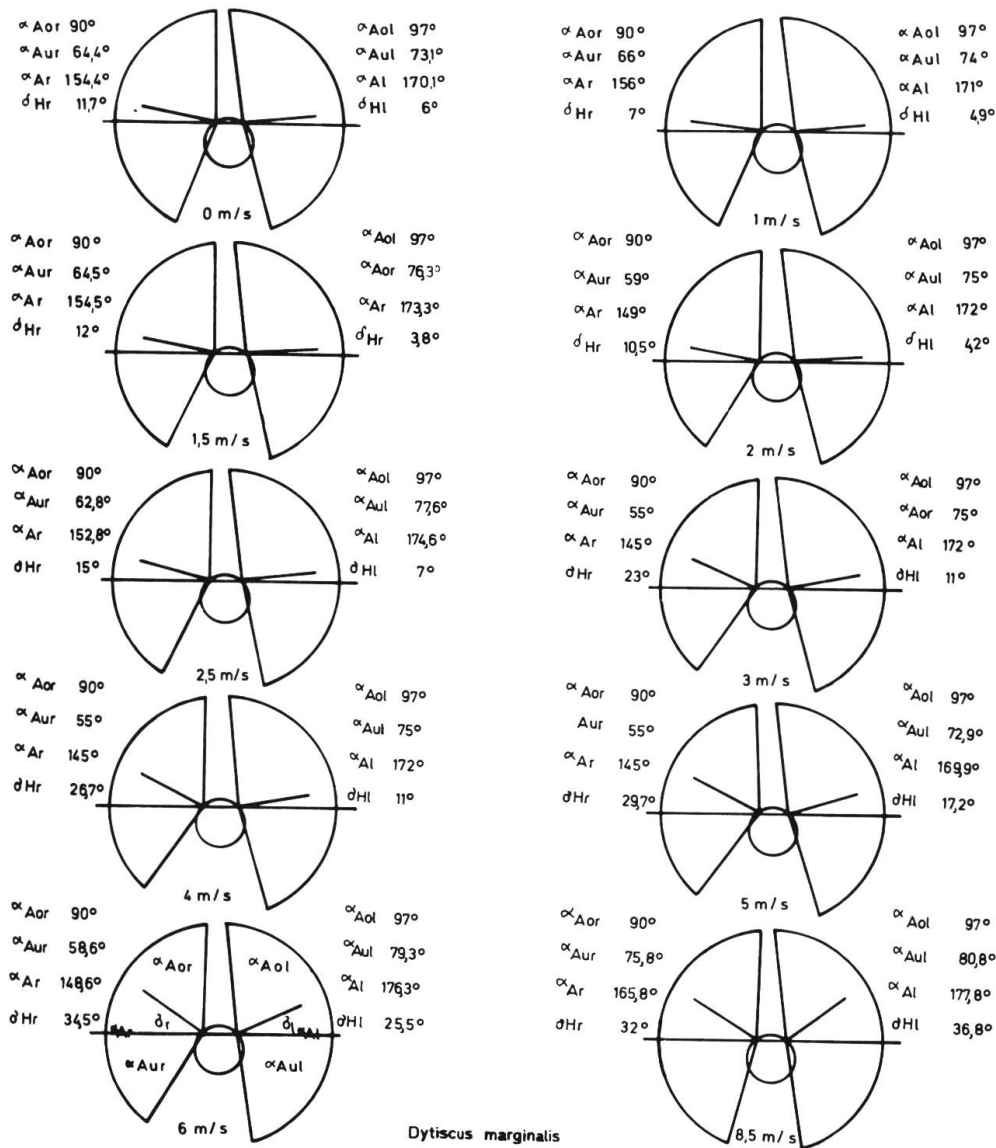 αAor 90°
αAur 64,4°
αAr 154,4°
δHr 11,7°
αAol 97°
αAul 73,1°
αAl 170,1°
δHl 6°
0 m/s
αAor 90°
αAur 66°
αAr 156°
δHr 7°
αAol 97°
αAul 74°
αAl 171°
δHl 4,9°
1 m/s
αAor 90°
αAur 64,5°
αAr 154,5°
δHr 12°
αAol 97°
αAor 76,3°
αAr 173,3°
δHr 3,8°
1,5 m/s
αAor 90°
αAur 59°
αAr 149°
δHr 10,5°
αAol 97°
αAul 75°
αAl 172°
δHl 4,2°
2 m/s
αAor 90°
αAur 62,8°
αAr 152,8°
δHr 15°
αAol 97°
αAul 77,6°
αAl 174,6°
δHl 7°
2,5 m/s
αAor 90°
αAur 55°
αAr 145°
δHr 23°
αAol 97°
αAor 75°
αAl 172°
δHl 11°
3 m/s
αAor 90°
αAur 55°
αAr 145°
δHr 26,7°
αAol 97°
αAul 75°
αAl 172°
δHl 11°
4 m/s
αAor 90°
Aur 55°
αAr 145°
δHr 29,7°
αAol 97°
αAul 72,9°
αAl 169,9°
δHl 17,2°
5 m/s
αAor 90°
αAur 58,6°
αAr 148,6°
δHr 34,5°
αAol 97°
αAul 79,3°
αAl 176,3°
δHl 25,5°
αAor αAol
δr δl
αAur αAul
6 m/s
αAor 90°
αAur 75,8°
αAr 165,8°
δHr 32°
αAol 97°
αAul 80,8°
αAl 177,8°
δHl 36,8°
8,5 m/s
Dytiscus marginalis